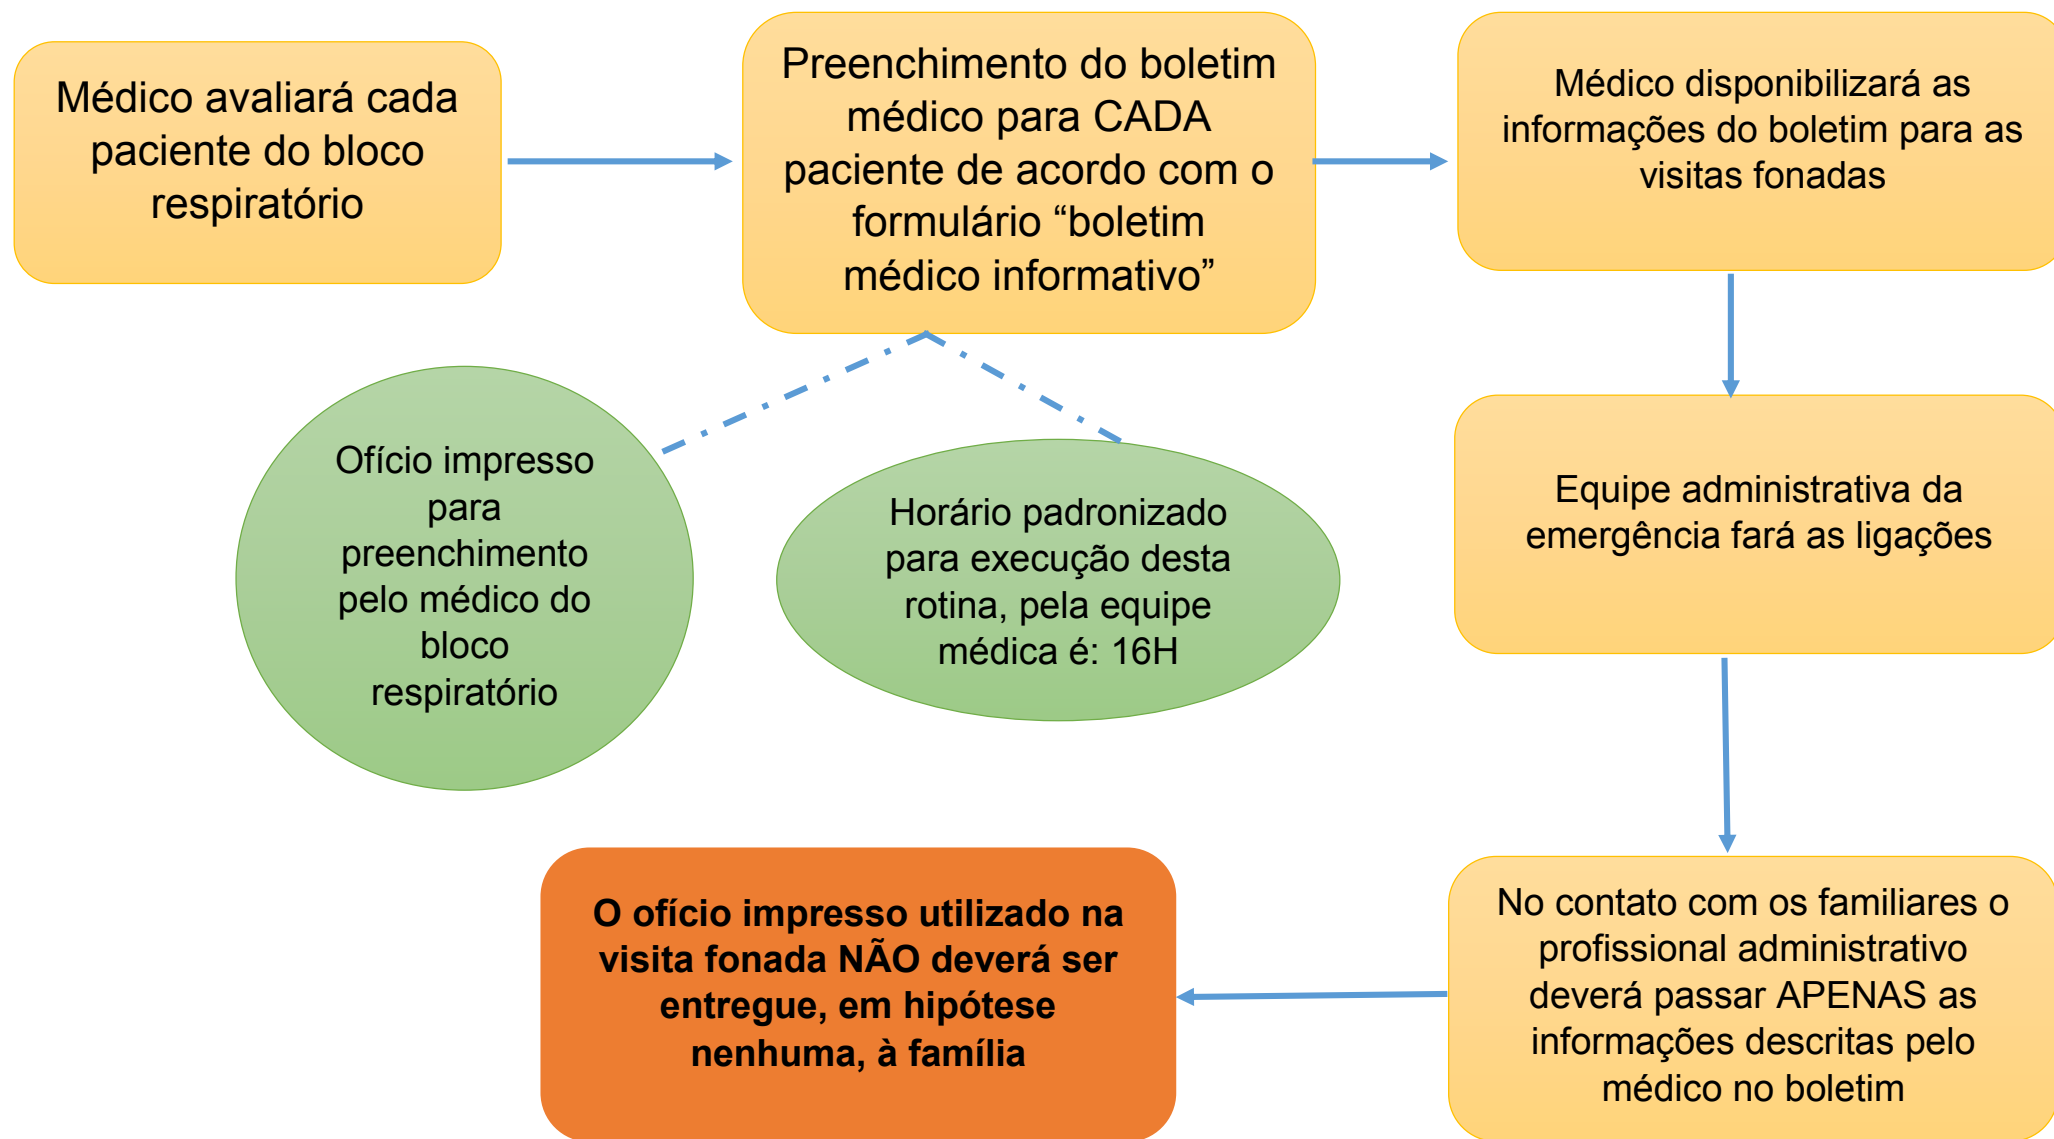 Médico avaliará cada
paciente do bloco
respiratório
Preenchimento do boletim
médico para CADA
paciente de acordo com o
formulário “boletim
médico informativo”
Médico disponibilizará as
informações do boletim para as
visitas fonadas
Ofício impresso
para
preenchimento
pelo médico do
bloco
respiratório
Horário padronizado
para execução desta
rotina, pela equipe
médica é: 16H
Equipe administrativa da
emergência fará as ligações
No contato com os familiares o
profissional administrativo
deverá passar APENAS as
informações descritas pelo
médico no boletim
O ofício impresso utilizado na
visita fonada NÃO deverá ser
entregue, em hipótese
nenhuma, à família